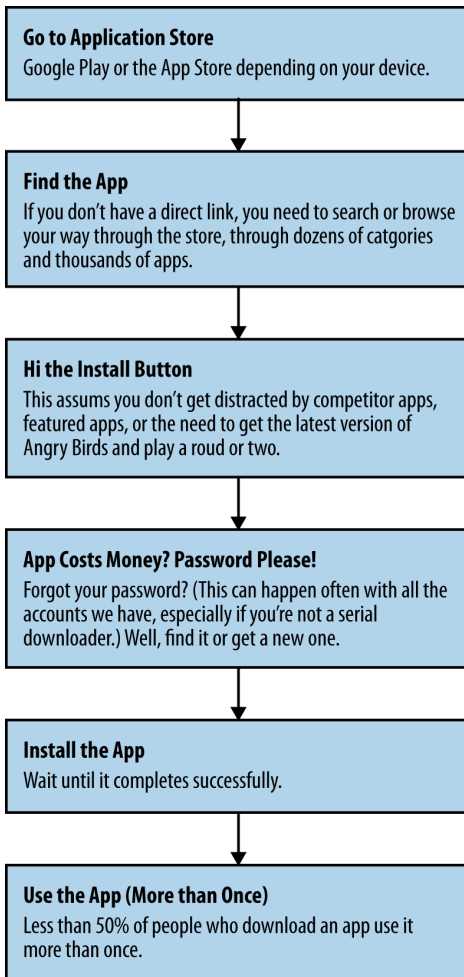 Go to Application Store
Google Play or the App Store depending on your device.
Find the App
If you don't have a direct link, you need to search or browse
your way through the store, through dozens of catgories
and thousands of apps.
Hi the Install Button
This assumes you don't get distracted by competitor apps,
featured apps, or the need to get the latest version of
Angry Birds and play a roud or two.
App Costs Money? Password Please!
Forgot your password? (This can happen often with all the
accounts we have, especially if you're not a serial
downloader.) Well, find it or get a new one.
Install the App
Wait until it completes successfully.
Use the App (More than Once)
Less than 50% of people who download an app use it
more than once.